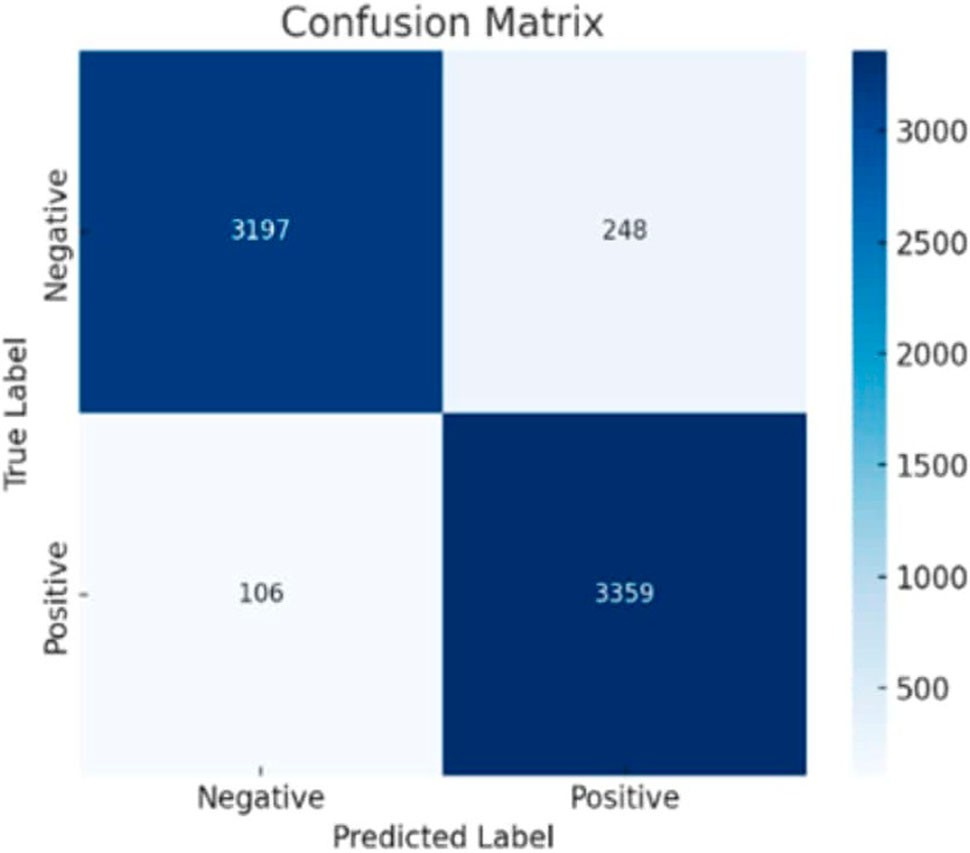 Confusion Matrix
True Label
Negative
3197
248
Positive
106
3359
Negative
Positive
Predicted Label
3000
2500
2000
1500
1000
500